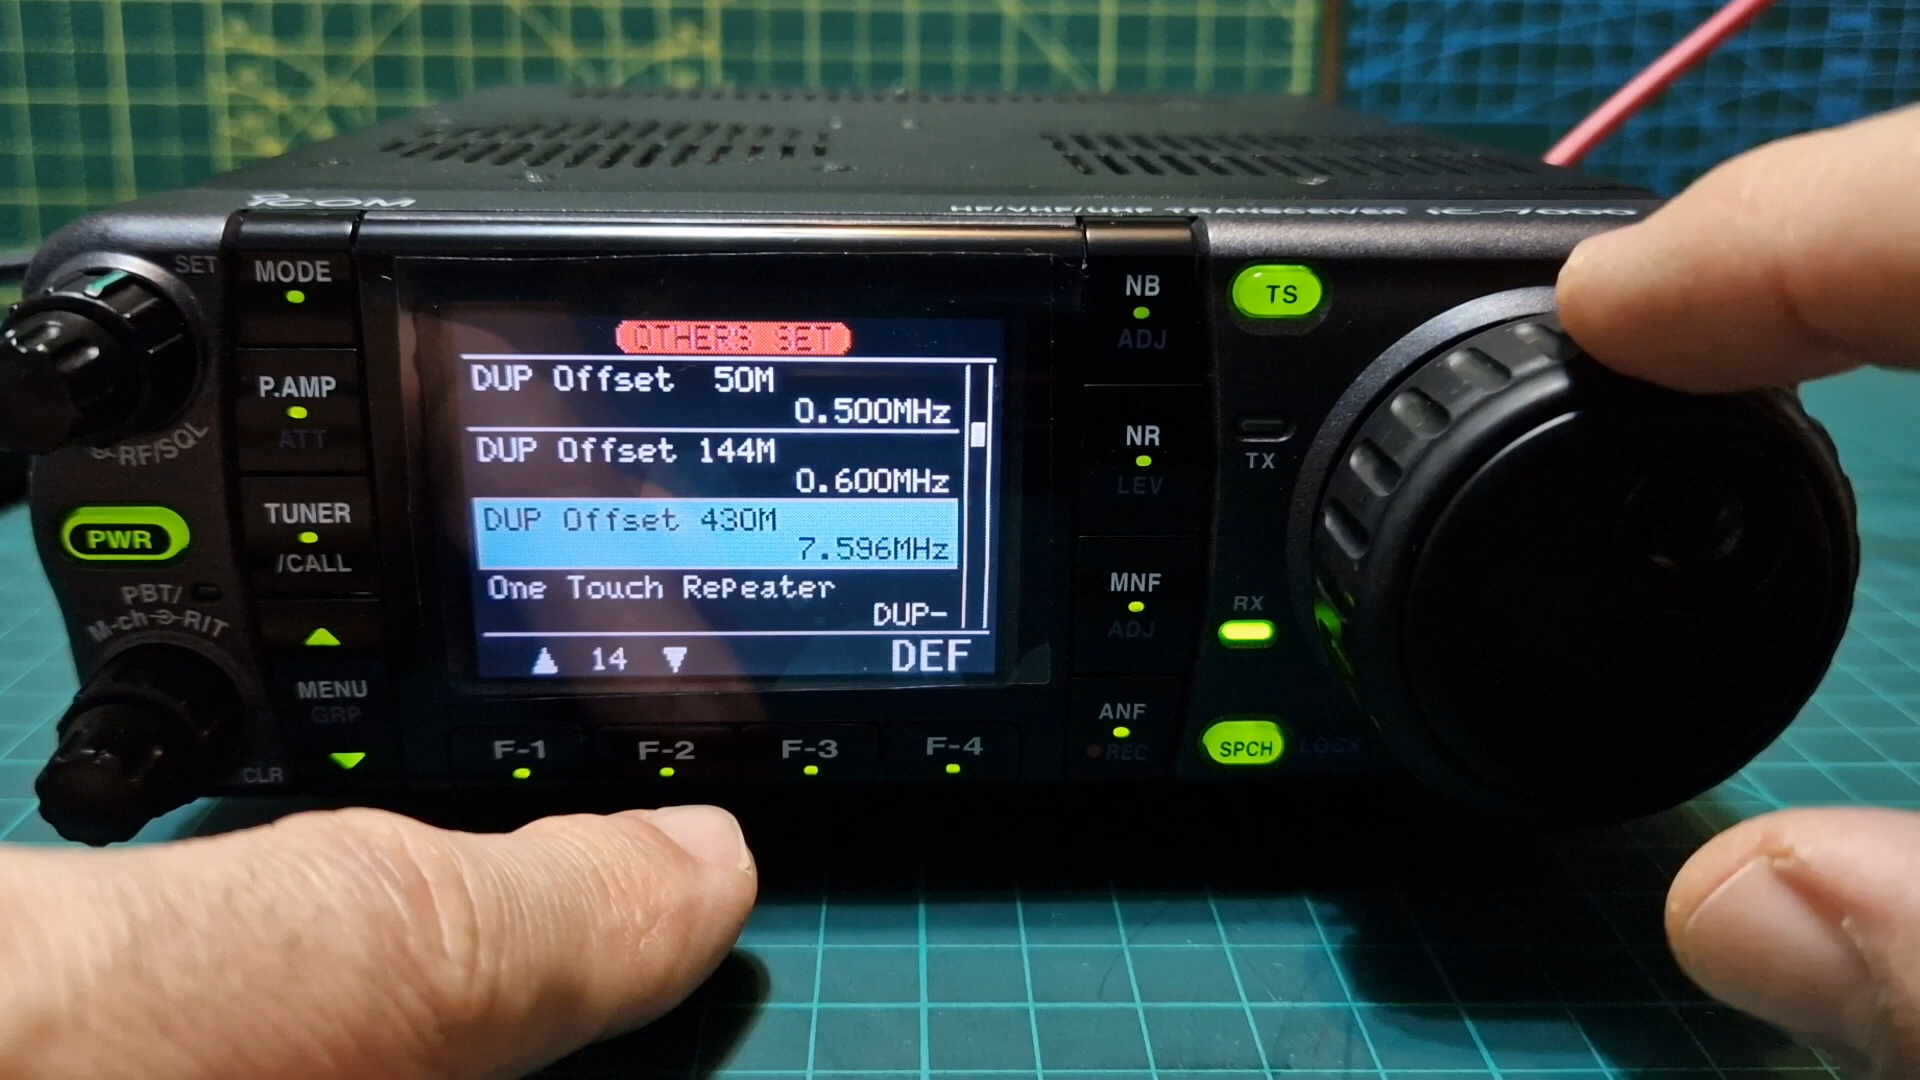 ICOM
HF/VHF/UHF TRANSCEIVER IC-7000
SET
MODE
P.AMP
ATT
RF/SQL
TUNER
/CALL
PWR
PBT/
M-ch RIT
MENU
GRP
CLR
OTHERS SET
DUP Offset 50M
0.500MHz
DUP Offset 144M
0.600MHz
DUP Offset 430M
7.596MHz
One Touch Repeater
DUP-
14
DEF
F-1 F-2 F-3 F-4
NB
ADJ
NR
LEV
MNF
ADJ
ANF
REC
TS
TX
RX
SPCH LOCK